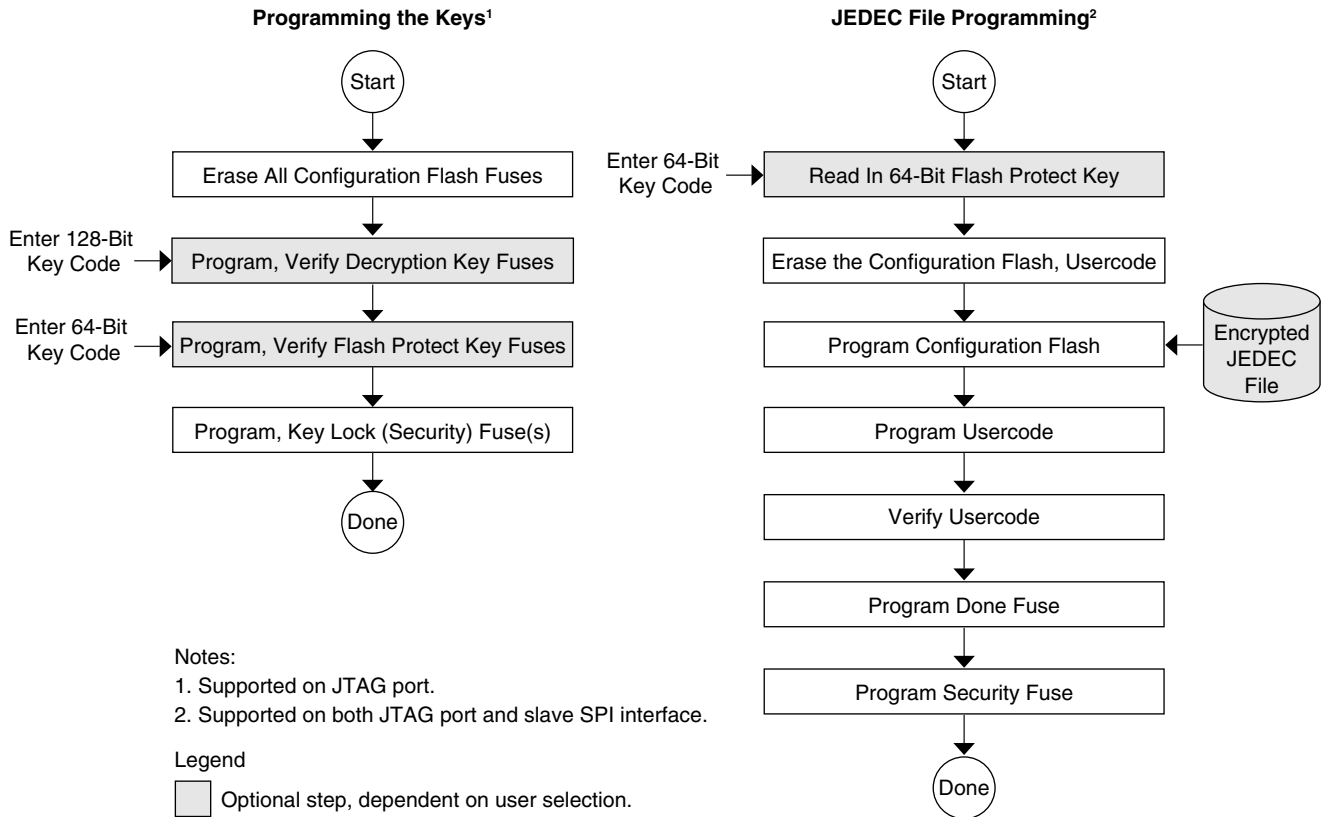 Programming the Keys¹
Start
Erase All Configuration Flash Fuses
Enter 128-Bit
Key Code
Program, Verify Decryption Key Fuses
Enter 64-Bit
Key Code
Program, Verify Flash Protect Key Fuses
Program, Key Lock (Security) Fuse(s)
Done
JEDEC File Programming²
Start
Enter 64-Bit
Key Code
Read In 64-Bit Flash Protect Key
Erase the Configuration Flash, Usercode
Program Configuration Flash
Encrypted
JEDEC
File
Program Usercode
Verify Usercode
Program Done Fuse
Program Security Fuse
Done
Notes:
1. Supported on JTAG port.
2. Supported on both JTAG port and slave SPI interface.
Legend
Optional step, dependent on user selection.